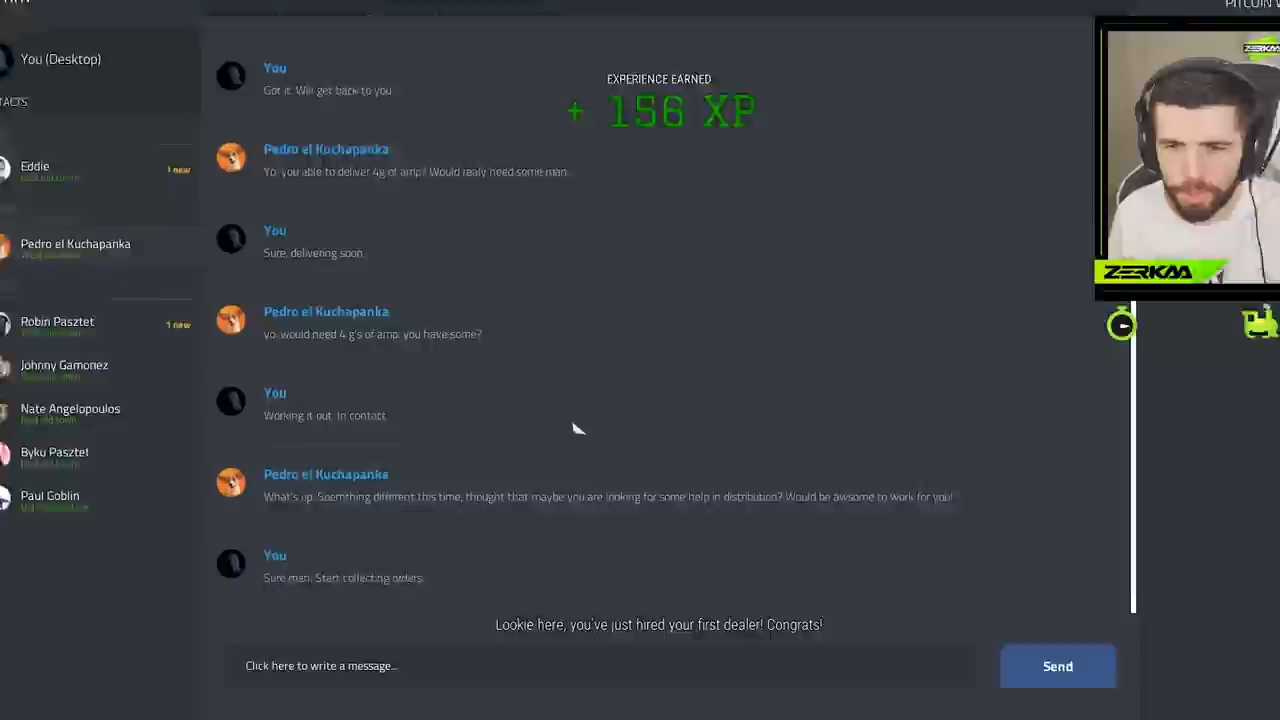 PITCOIN
You (Desktop)
TACTS
Eddie
1 new
Pedro el Kuchapanka
Robin Pasztet
1 new
Johnny Gamonez
Nate Angelopoulos
Byku Pasztet
Paul Goblin
You
Got it. Will get back to you
EXPERIENCE EARNED
+ 156 XP
Pedro el Kuchapanka
Yo, you able to deliver 4g of amp? Would realy need some man.
You
Sure, delivering soon.
Pedro el Kuchapanka
yo. would need 4 g's of amp. you have some?
You
Working it out. In contact.
Pedro el Kuchapanka
What's up. Soemthing different this time, thought that maybe you are looking for some help in distribution? Would be awsome to work for you!
You
Sure man. Start collecting orders.
Lookie here, you've just hired your first dealer! Congrats!
Click here to write a message...
Send
ZERKAA
ZERKAA